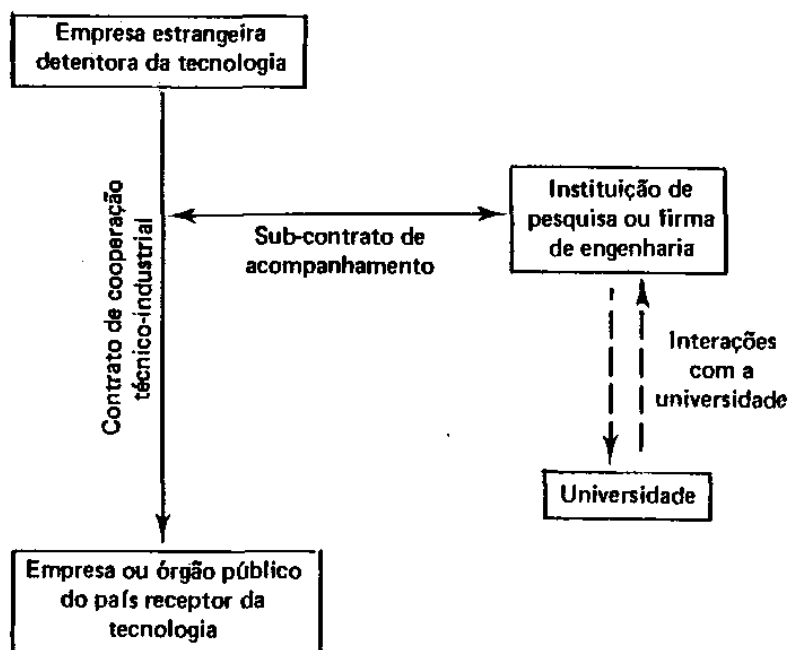 Empresa estrangeira
detentora da tecnologia
Contrato de cooperação
técnico-industrial
Sub-contrato de
acompanhamento
Instituição de
pesquisa ou firma
de engenharia
Interações
com a
universidade
Universidade
Empresa ou órgão público
do país receptor da
tecnologia